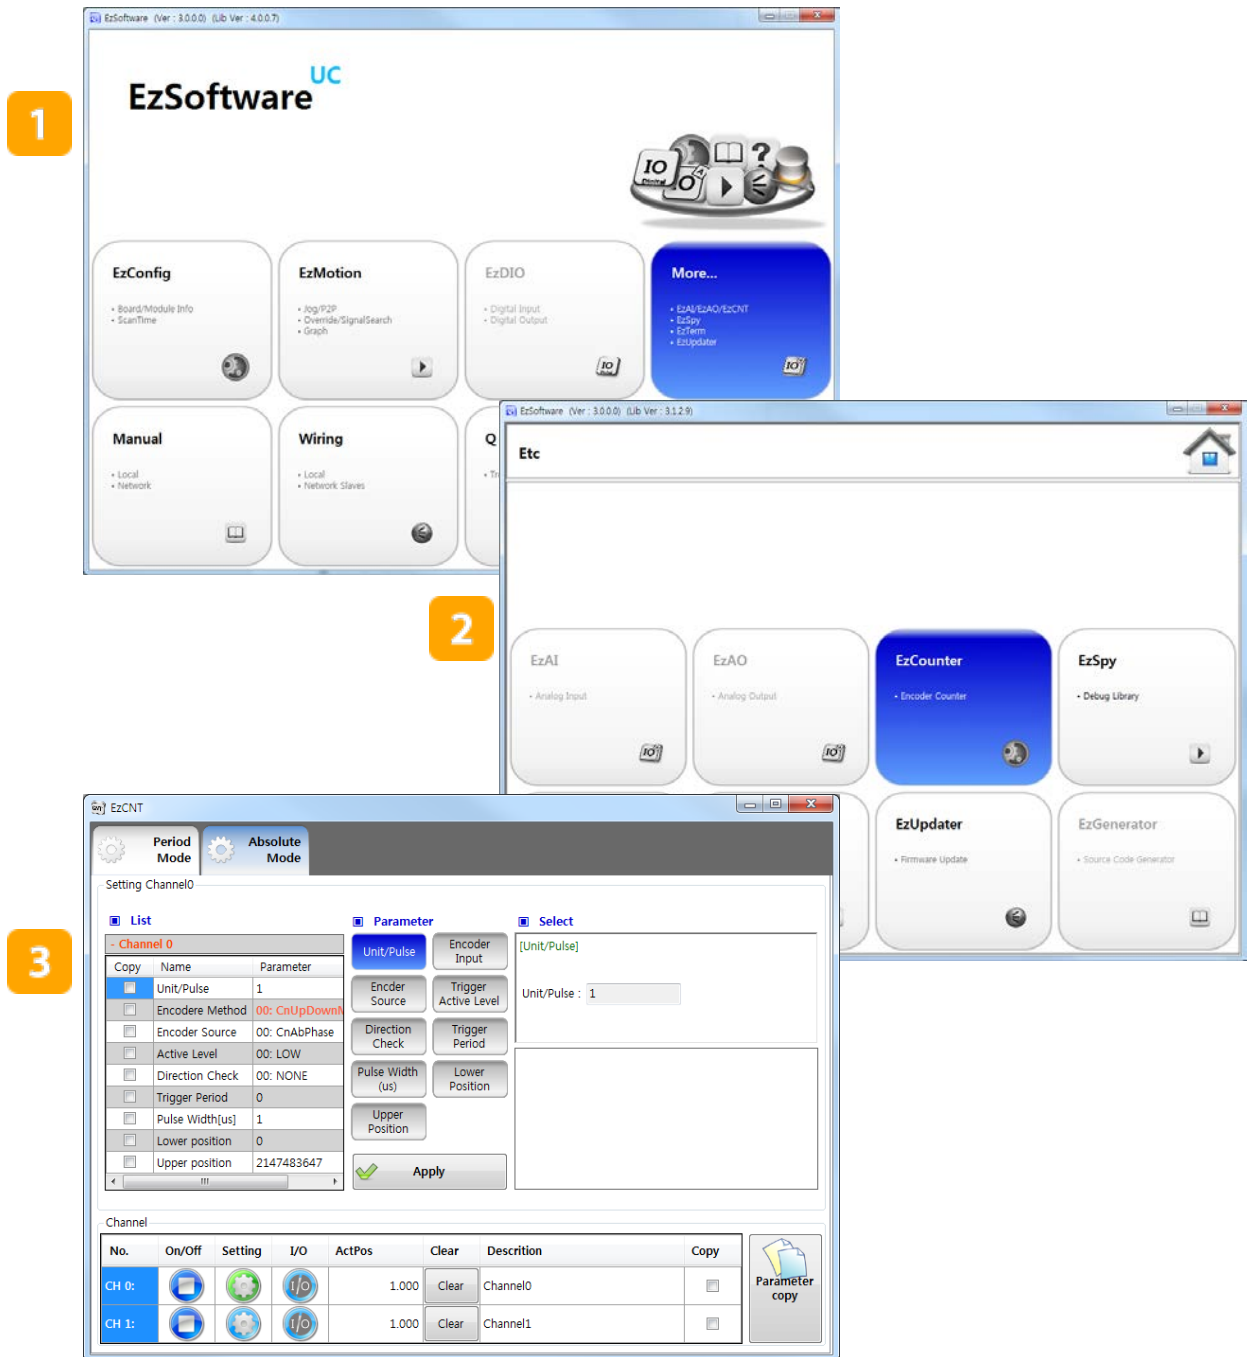 EzSoftware (Ver : 3.0.0.0) (Lib Ver : 4.0.0.7)
EzSoftware UC
1
IO
Digital
IO
?
EzConfig
• Board/Module Info
• ScanTime
EzMotion
• Jog/P2P
• Override/SignalSearch
• Graph
EzDIO
• Digital Input
• Digital Output
IO
More...
• EzAI/EzAO/EzCNT
• EzSpy
• EzTerm
• EzUpdater
IO
Manual
• Local
• Network
Wiring
• Local
• Network Slaves
Q
• Tr
EzSoftware (Ver : 3.0.0.0) (Lib Ver : 3.1.2.9)
Etc
2
EzAI
• Analog Input
IO
EzAO
• Analog Output
IO
EzCounter
• Encoder Counter
EzSpy
• Debug Library
EzUpdater
• Firmware Update
EzGenerator
• Source Code Generator
3
EzCNT
Period Mode
Absolute Mode
Setting Channel0
List
- Channel 0
Copy Name Parameter
Unit/Pulse 1
Encodere Method 00: CnUpDownM
Encoder Source 00: CnAbPhase
Active Level 00: LOW
Direction Check 00: NONE
Trigger Period 0
Pulse Width[us] 1
Lower position 0
Upper position 2147483647
Parameter
Unit/Pulse
Encoder Input
Encder Source
Trigger Active Level
Direction Check
Trigger Period
Pulse Width (us)
Lower Position
Upper Position
Apply
Select
[Unit/Pulse]
Unit/Pulse : 1
Channel
No. On/Off Setting I/O ActPos Clear Descrition Copy
CH 0: I/O 1.000 Clear Channel0
CH 1: I/O 1.000 Clear Channel1
Parameter copy